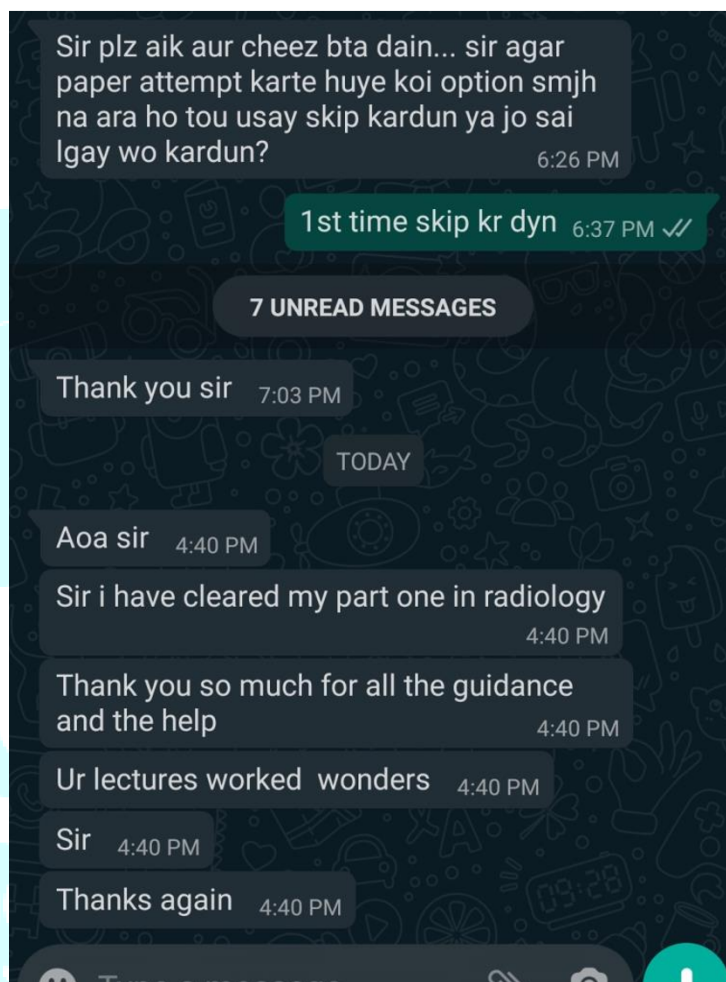 Sir plz aik aur cheez bta dain... sir agar
paper attempt karte huye koi option smjh
na ara ho tou usay skip kardun ya jo sai
lgay wo kardun?
6:26 PM
1st time skip kr dyn 6:37 PM
7 UNREAD MESSAGES
Thank you sir 7:03 PM
TODAY
Aoa sir 4:40 PM
Sir i have cleared my part one in radiology
4:40 PM
Thank you so much for all the guidance
and the help 4:40 PM
Ur lectures worked wonders 4:40 PM
Sir 4:40 PM
Thanks again 4:40 PM